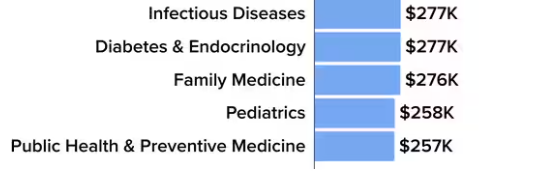 Infectious Diseases $277K
Diabetes & Endocrinology $277K
Family Medicine $276K
Pediatrics $258K
Public Health & Preventive Medicine $257K